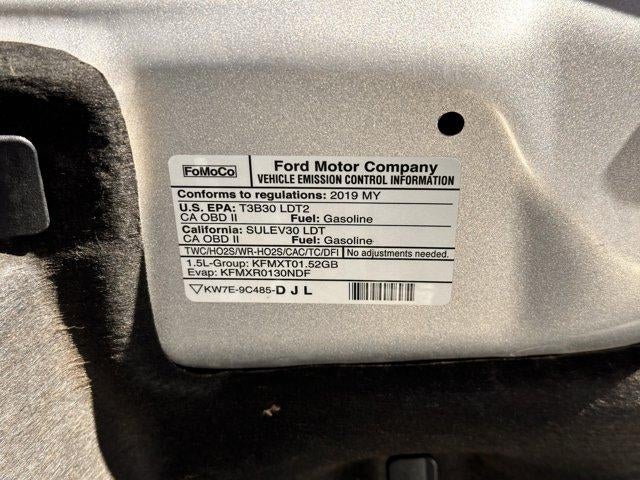 FoMoCo
Ford Motor Company
VEHICLE EMISSION CONTROL INFORMATION
Conforms to regulations: 2019 MY
U.S. EPA: T3B30 LDT2
CA OBD II Fuel: Gasoline
California: SULEV30 LDT
CA OBD II Fuel: Gasoline
TWC/HO2S/WR-HO2S/CAC/TC/DFI No adjustments needed.
1.5L-Group: KFMXT01.52GB
Evap: KFMXR0130NDF
KW7E-9C485-D J L